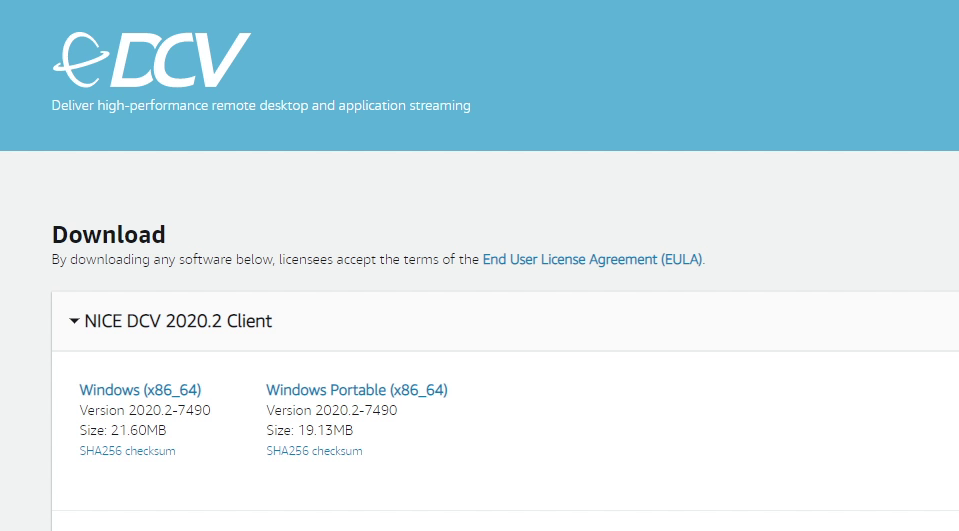 DCV
Deliver high-performance remote desktop and application streaming
Download
By downloading any software below, licensees accept the terms of the End User License Agreement (EULA).
NICE DCV 2020.2 Client
Windows (x86_64) Windows Portable (x86_64)
Version 2020.2-7490 Version 2020.2-7490
Size: 21.60MB Size: 19.13MB
SHA256 checksum SHA256 checksum